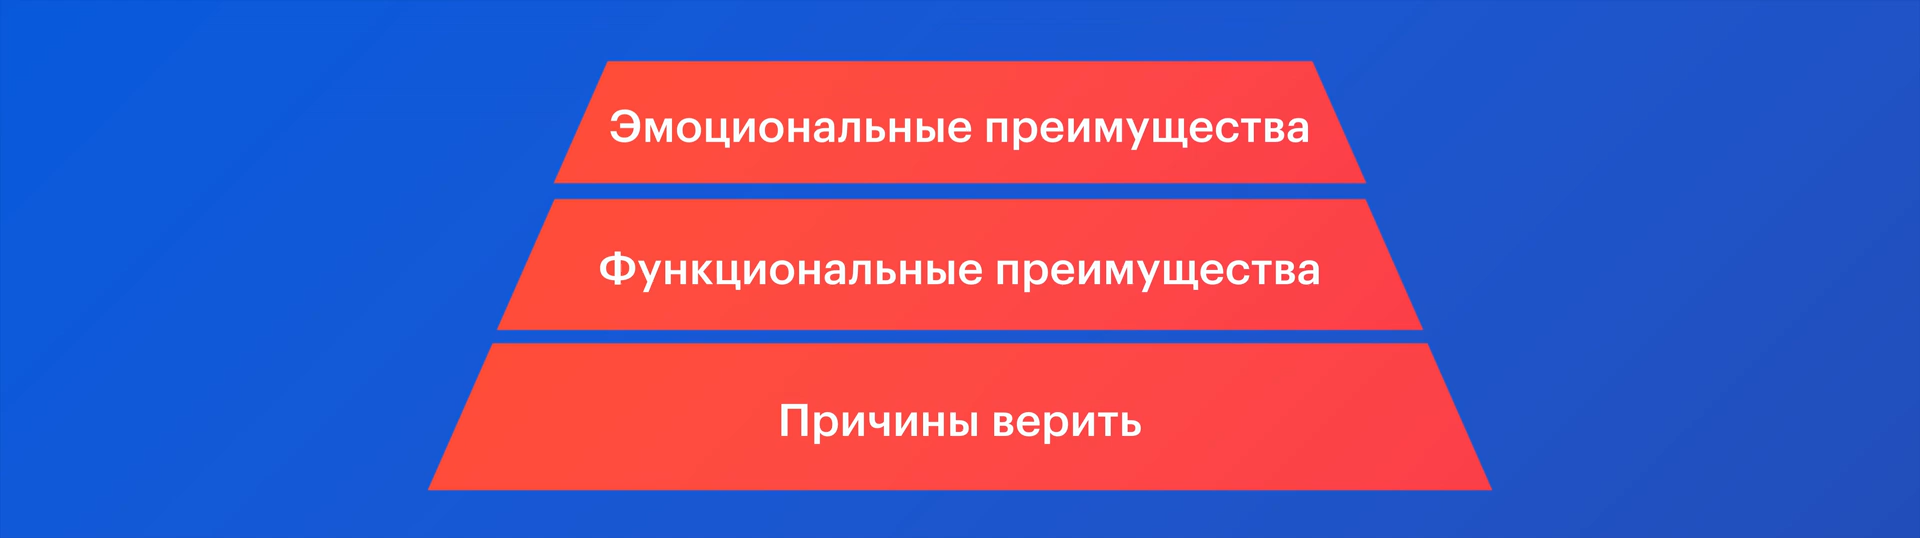 Эмоциональные преимущества
Функциональные преимущества
Причины верить